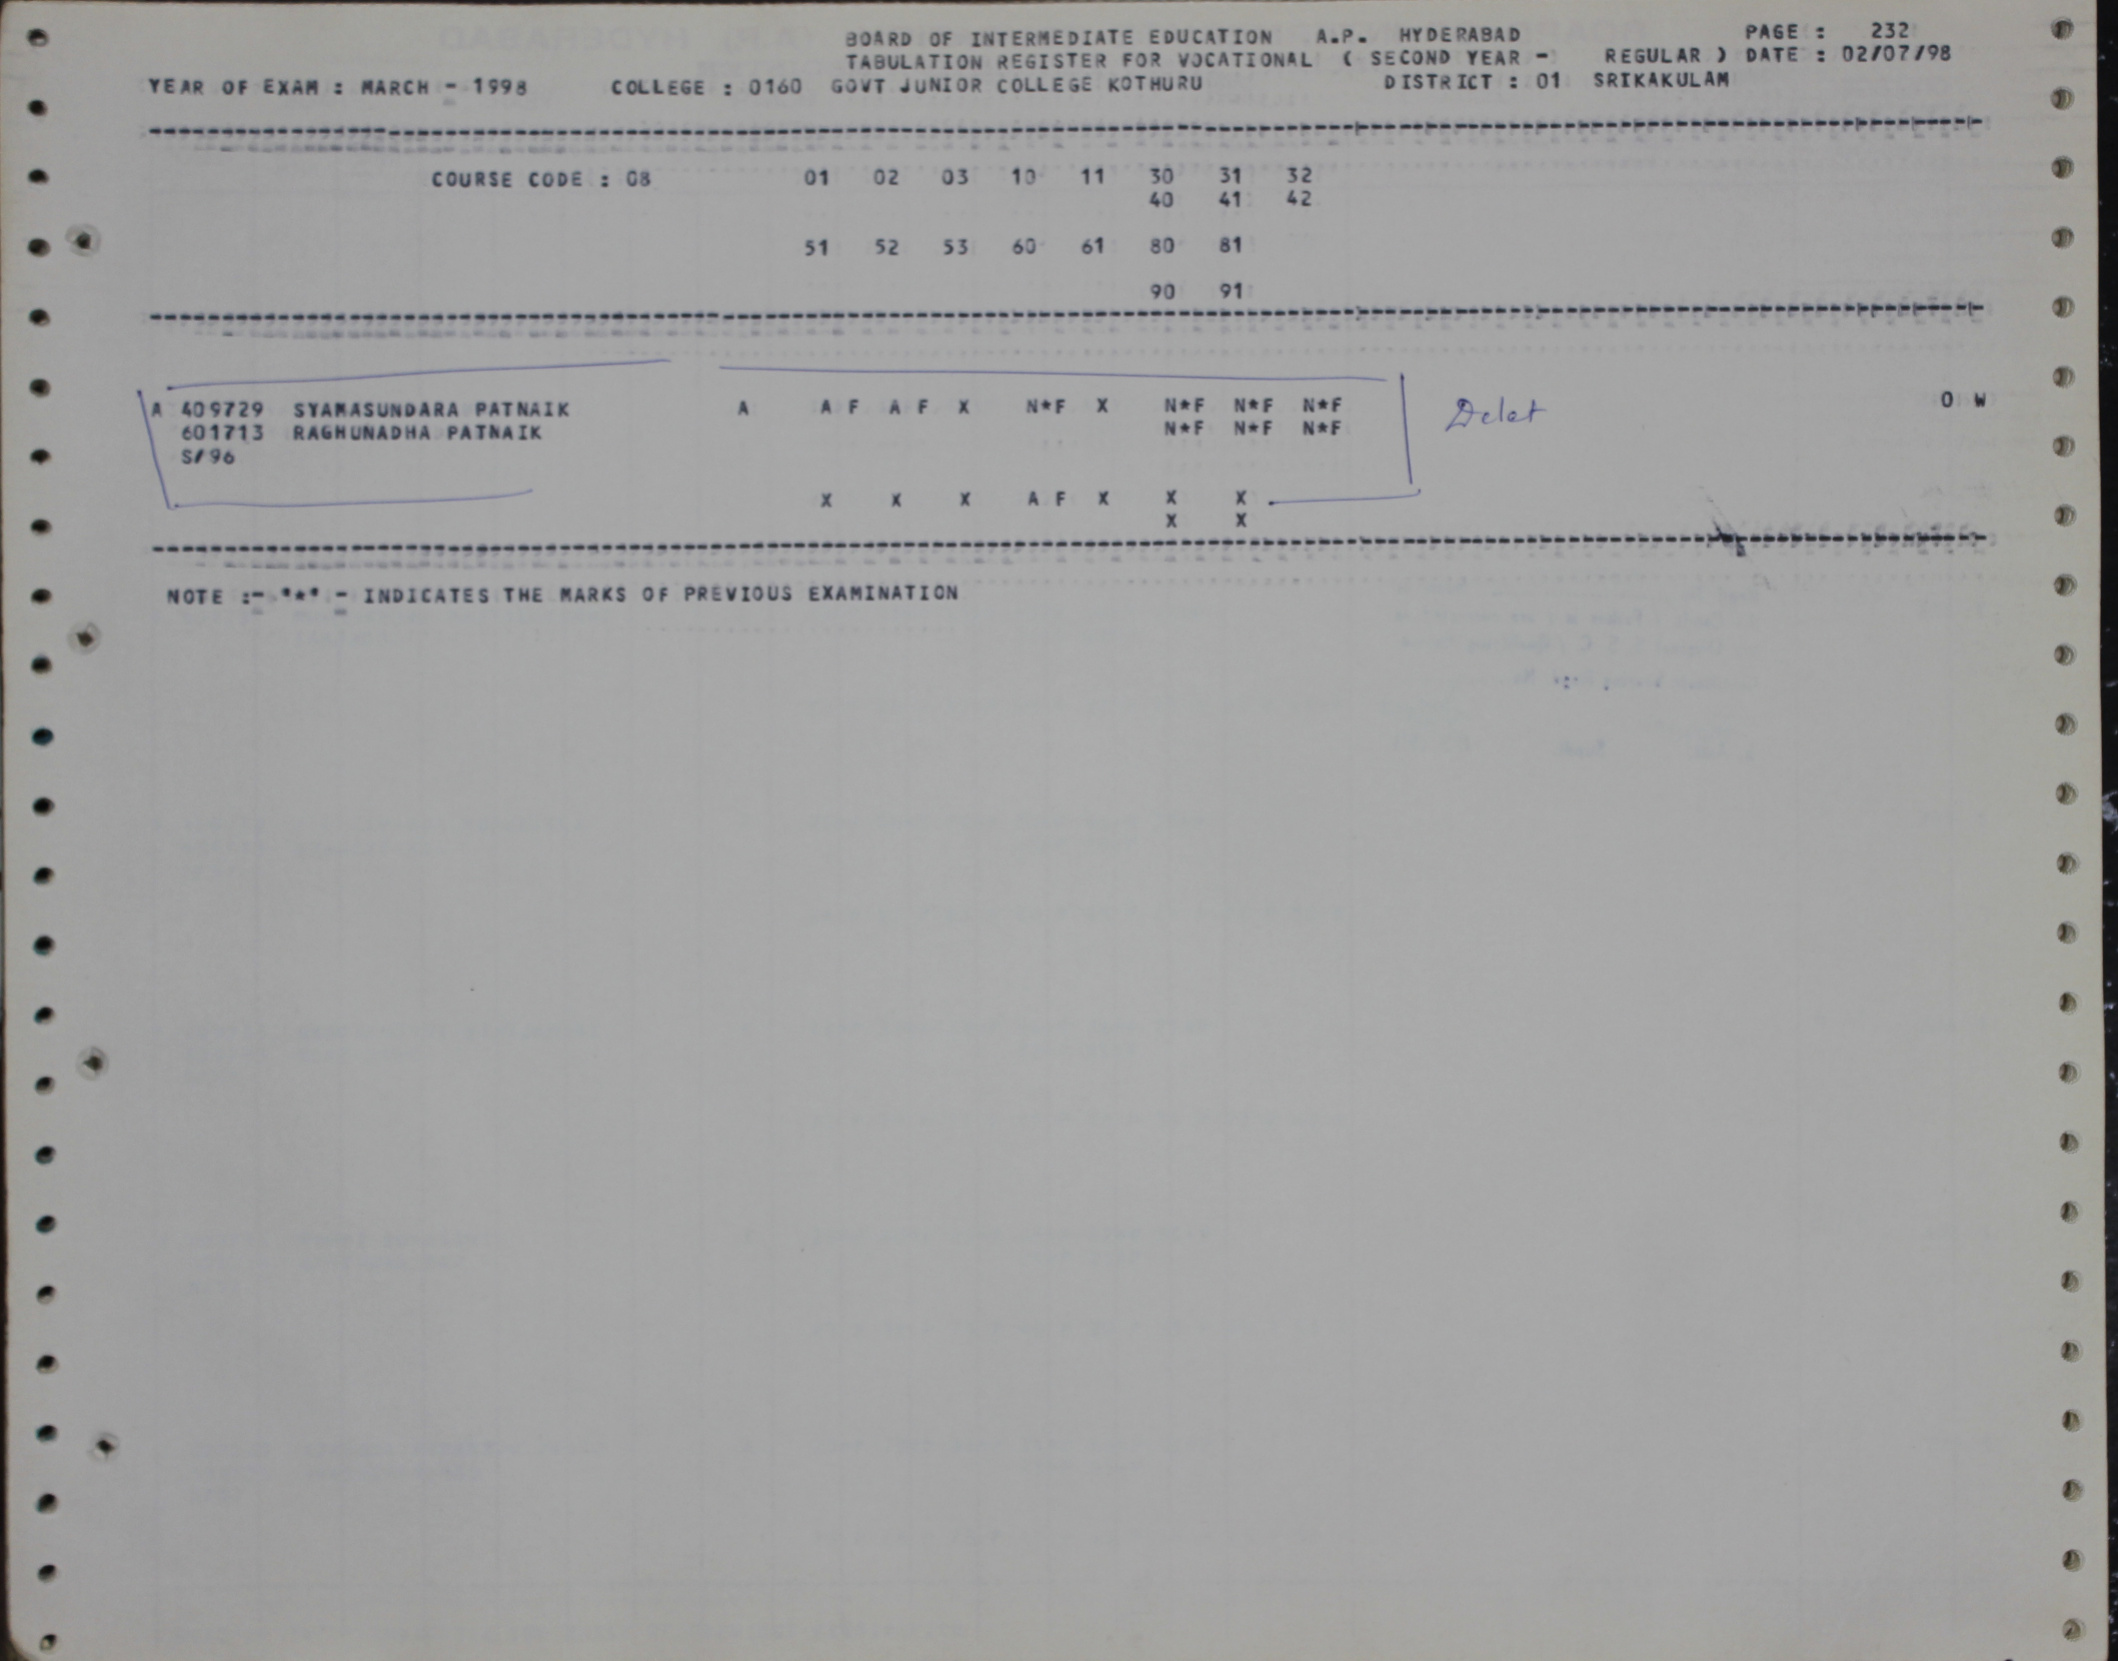 BOARD OF INTERMEDIATE EDUCATION A.P. HYDERABAD PAGE : 232
TABULATION REGISTER FOR VOCATIONAL ( SECOND YEAR - REGULAR ) DATE : 02/07/98
YEAR OF EXAM : MARCH - 1998 COLLEGE : 0160 GOVT JUNIOR COLLEGE KOTHURU DISTRICT : 01 SRIKAKULAM
COURSE CODE : 08 01 02 03 10 11 30 31 32
40 41 42
51 52 53 60 61 80 81
90 91
A 409729 SYAMASUNDARA PATNAIK A A F A F X N*F X N*F N*F N*F Delet 0 W
601713 RAGHUNADHA PATNAIK N*F N*F N*F
S/96
X X X A F X X X
X X
NOTE :- "*" - INDICATES THE MARKS OF PREVIOUS EXAMINATION